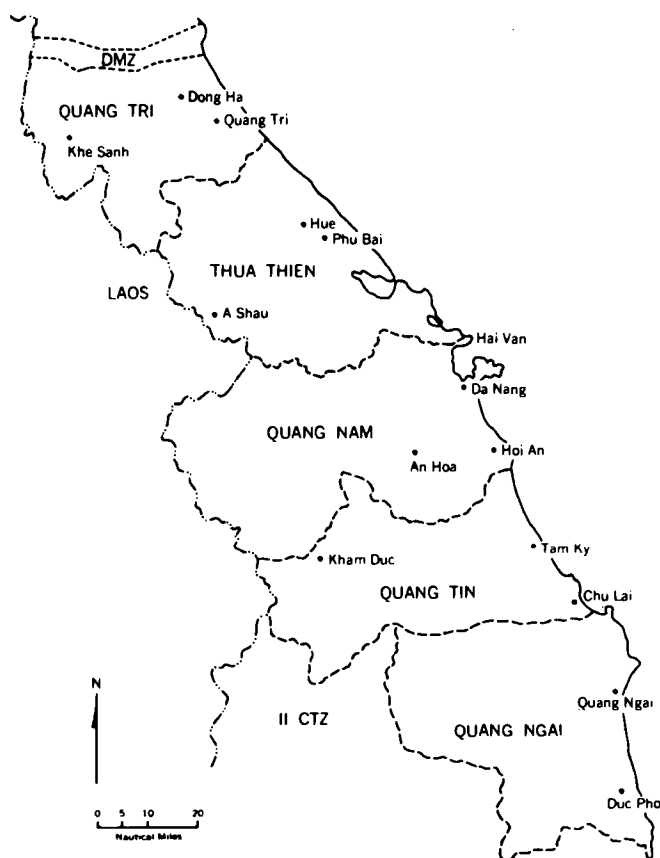 DMZ
Dong Ha
QUANG TRI
Quang Tri
Khe Sanh
Hue
Phu Bai
THUA THIEN
LAOS
A Shau
Hai Van
Da Nang
QUANG NAM
Hoi An
An Hoa
Tam Ky
Kham Duc
QUANG TIN
Chu Lai
N
Quang Ngai
II CTZ
QUANG NGAI
Duc Pho
0 5 10 20
Nautical Miles